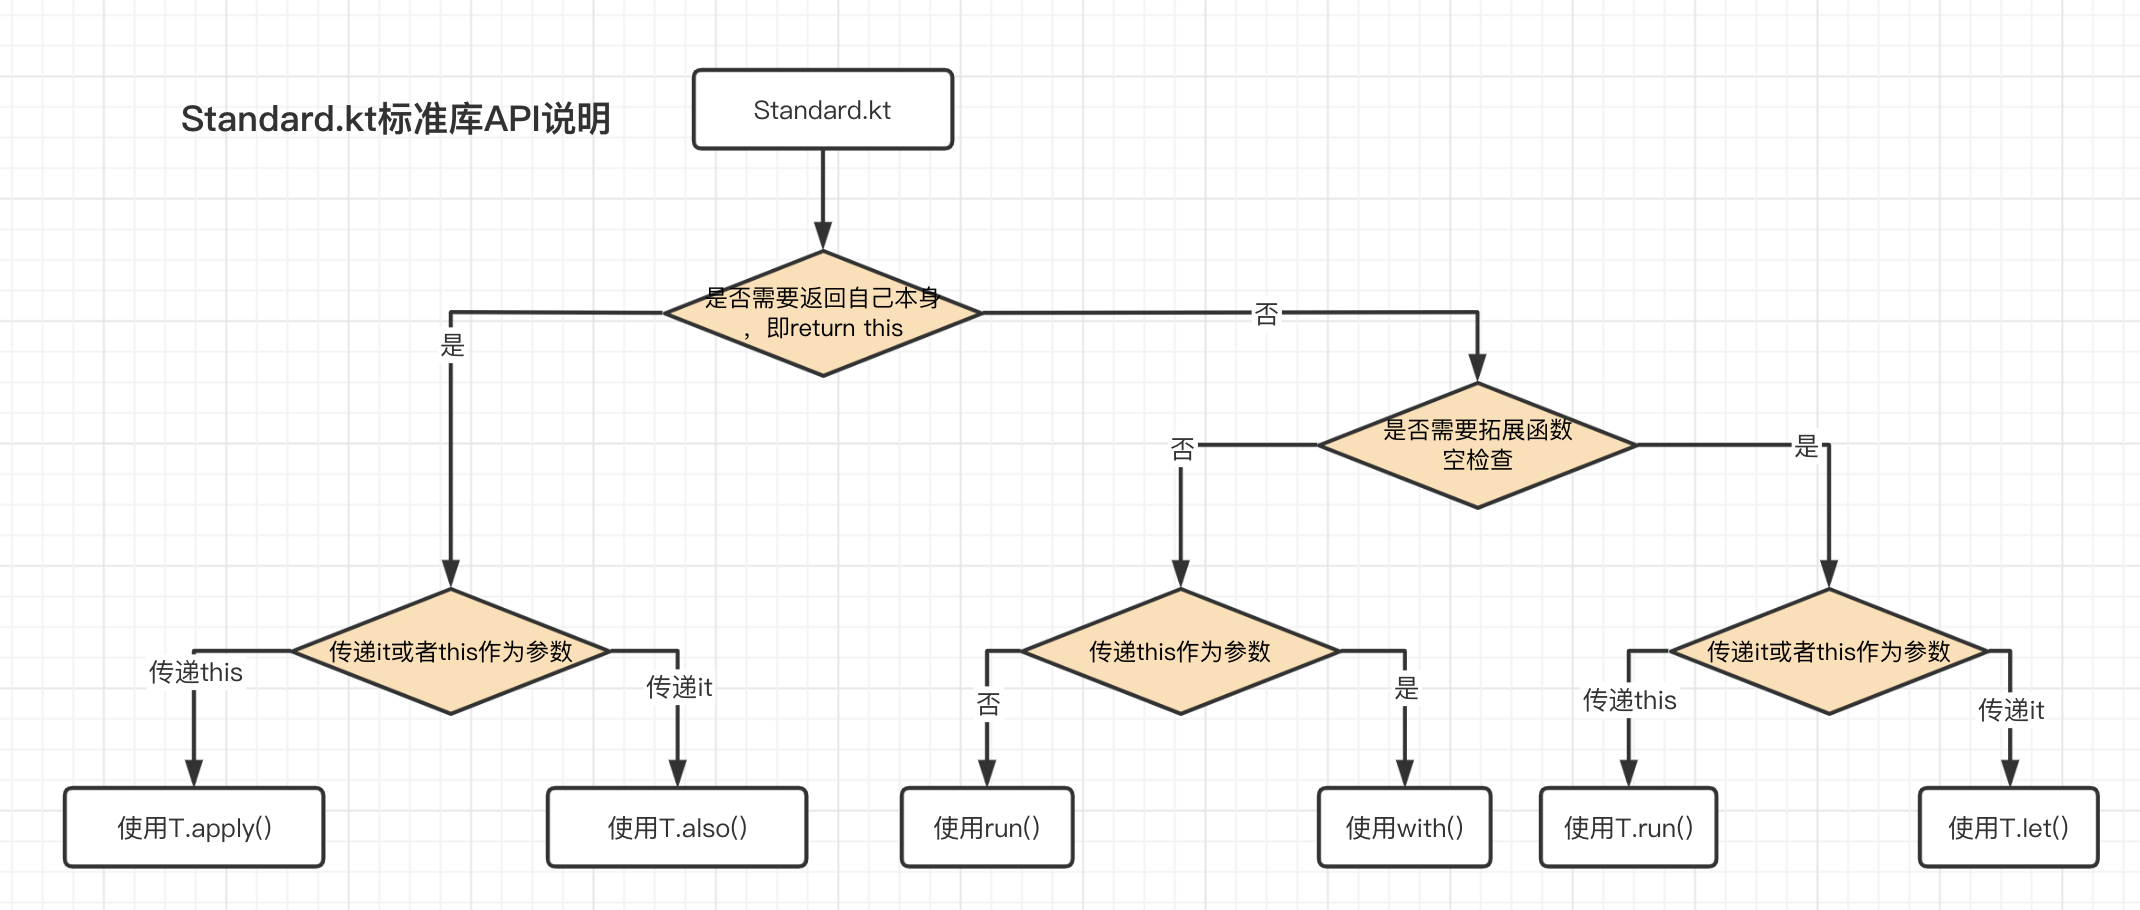 Standard.kt标准库API说明
Standard.kt
是否需要返回自己本身
，即return this
是
否
是否需要拓展函数
空检查
否
是
传递it或者this作为参数
传递this作为参数
传递it或者this作为参数
传递this
传递it
否
是
传递this
传递it
使用T.apply()
使用T.also()
使用run()
使用with()
使用T.run()
使用T.let()